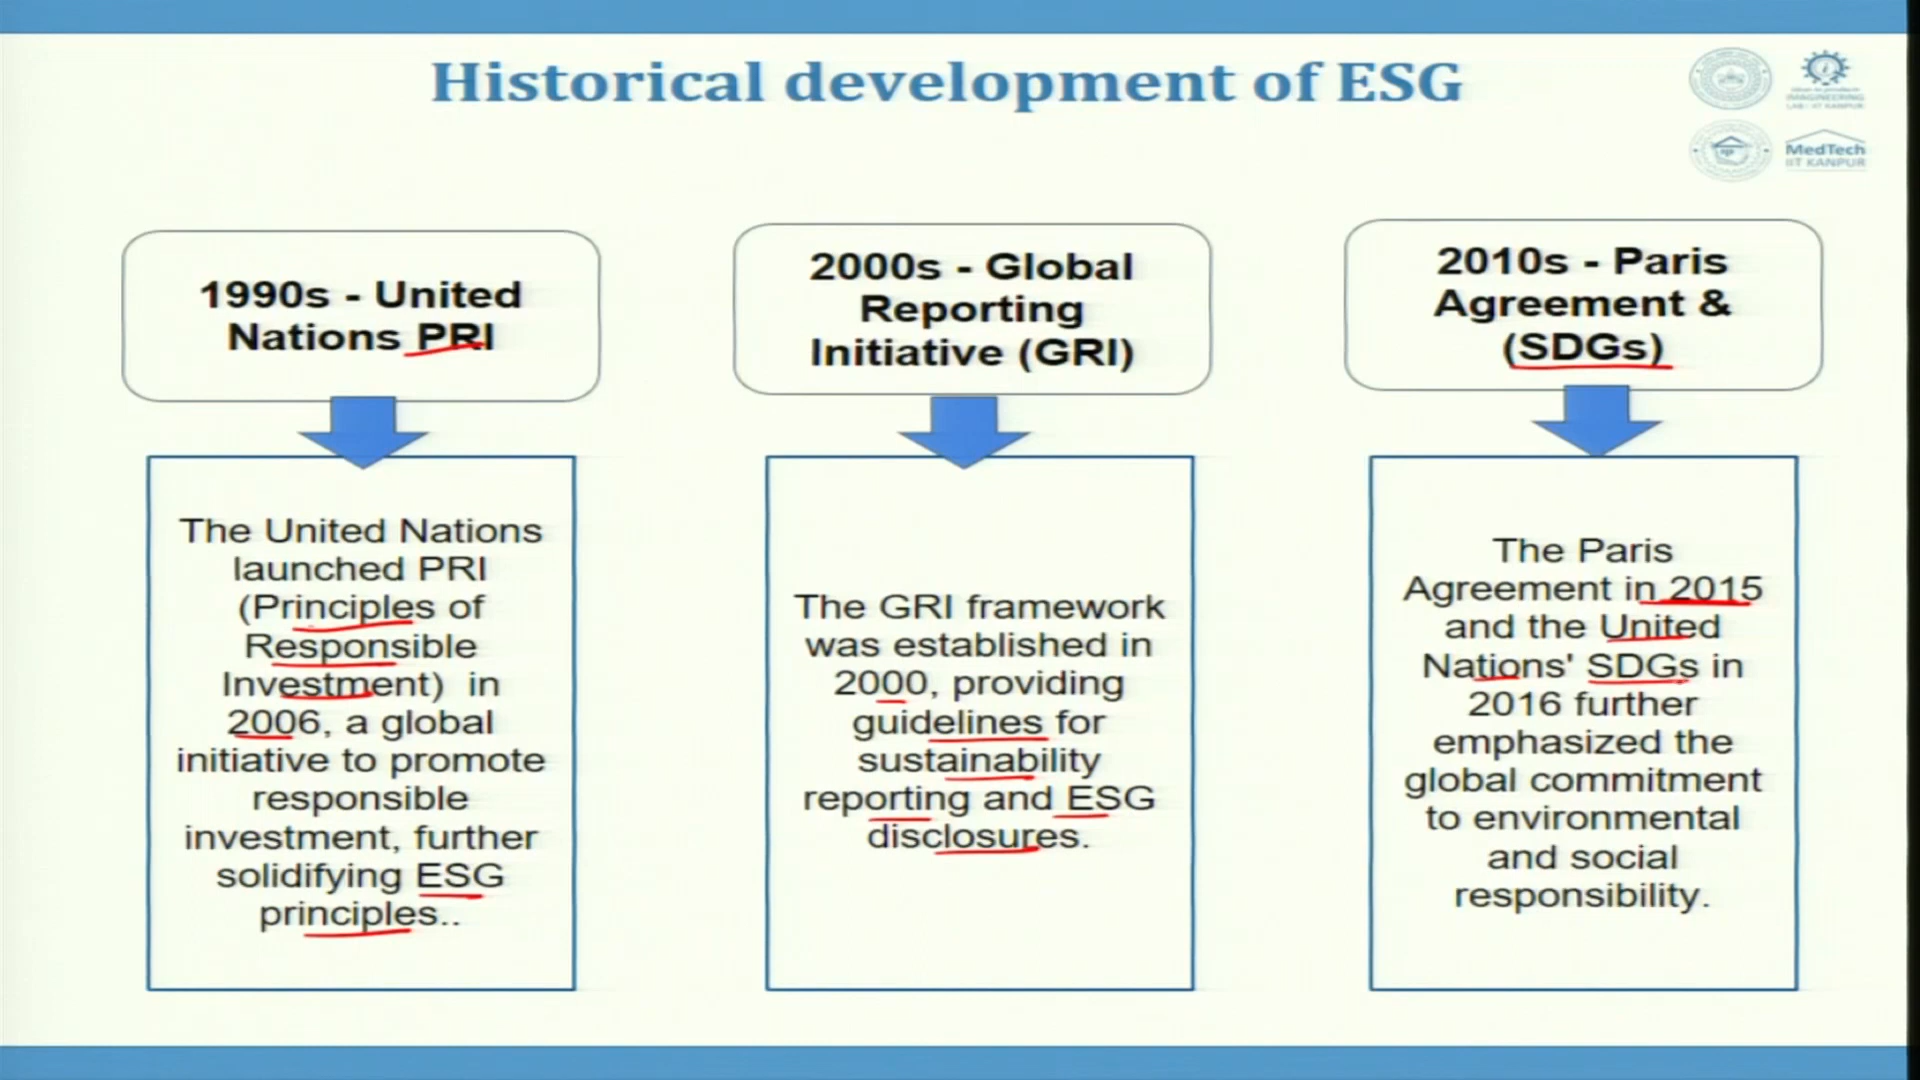 Historical development of ESG
MedTech
IIT KANPUR
1990s - United
Nations PRI
2000s - Global
Reporting
Initiative (GRI)
2010s - Paris
Agreement &
(SDGs)
The United Nations
launched PRI
(Principles of
Responsible
Investment) in
2006, a global
initiative to promote
responsible
investment, further
solidifying ESG
principles..
The GRI framework
was established in
2000, providing
guidelines for
sustainability
reporting and ESG
disclosures.
The Paris
Agreement in 2015
and the United
Nations' SDGs in
2016 further
emphasized the
global commitment
to environmental
and social
responsibility.